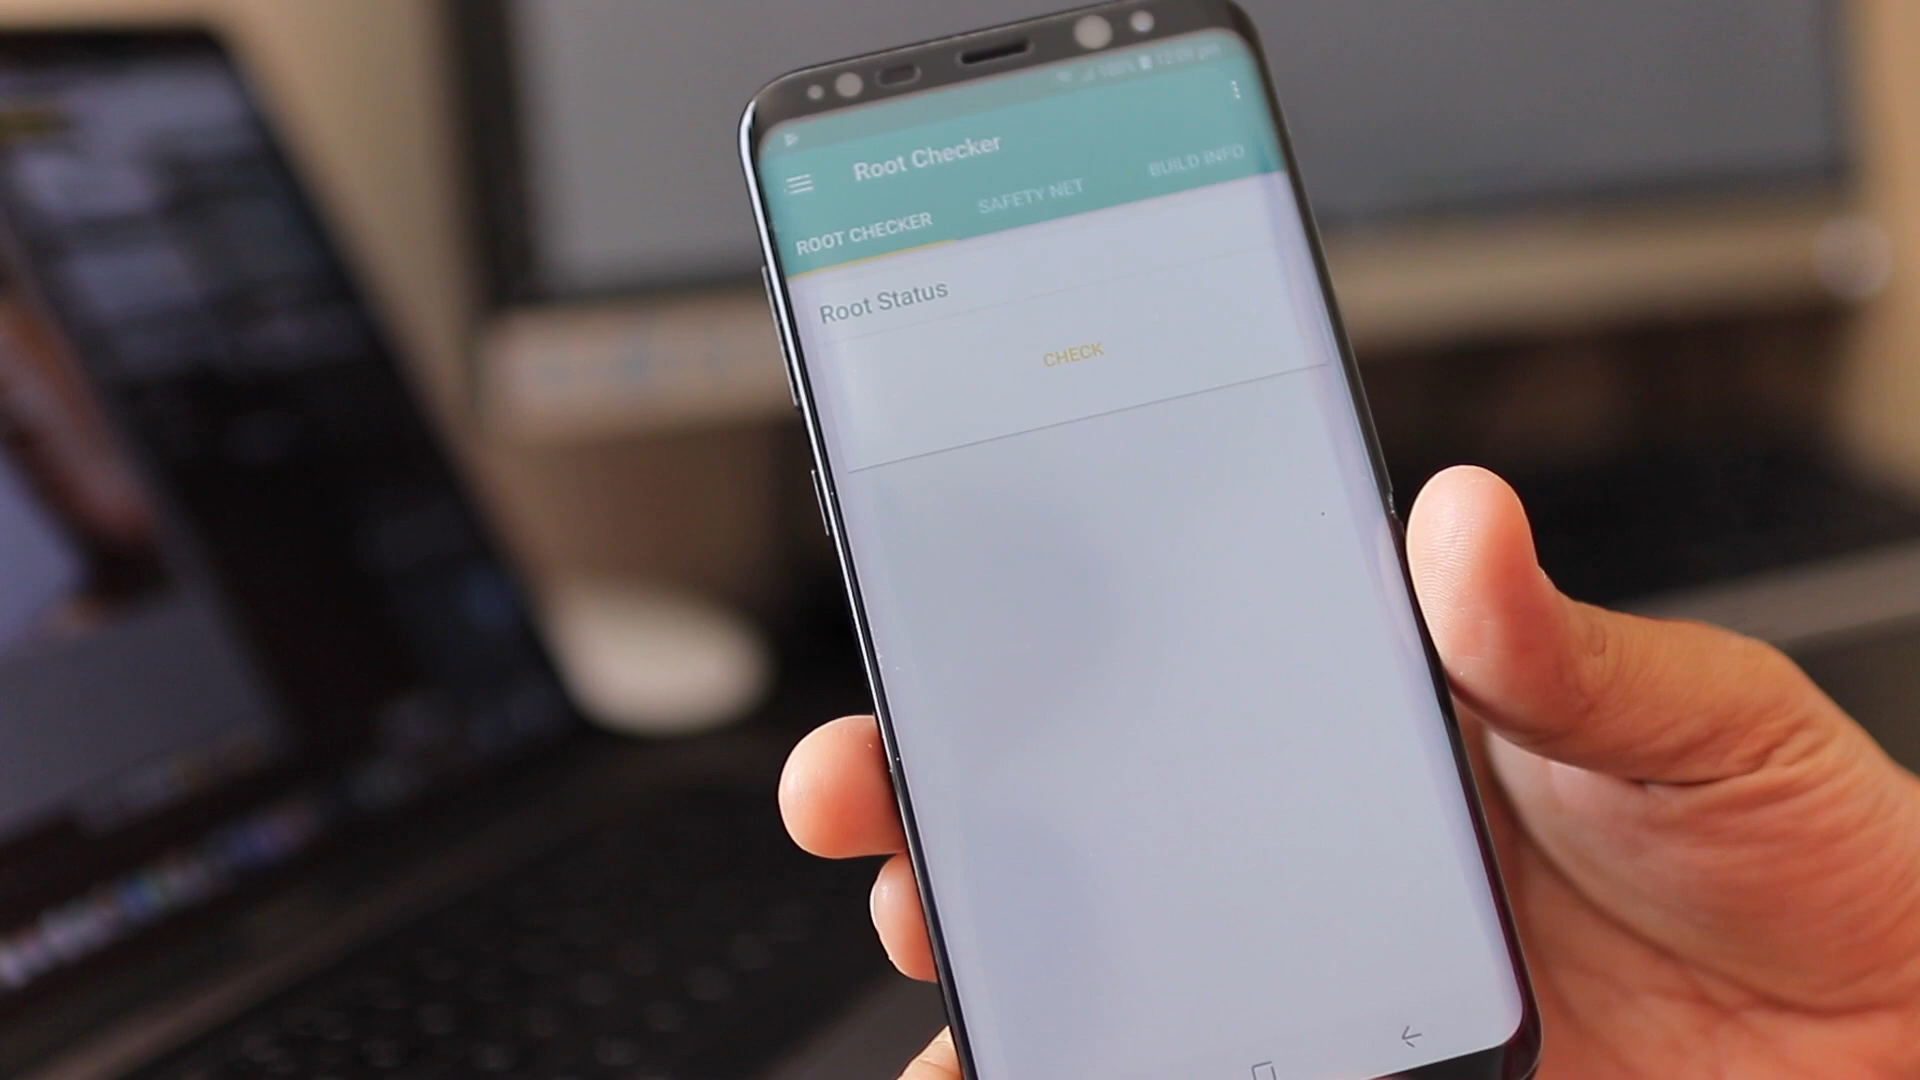 Root Checker
ROOT CHECKER
SAFETY NET
BUILD INFO
Root Status
CHECK